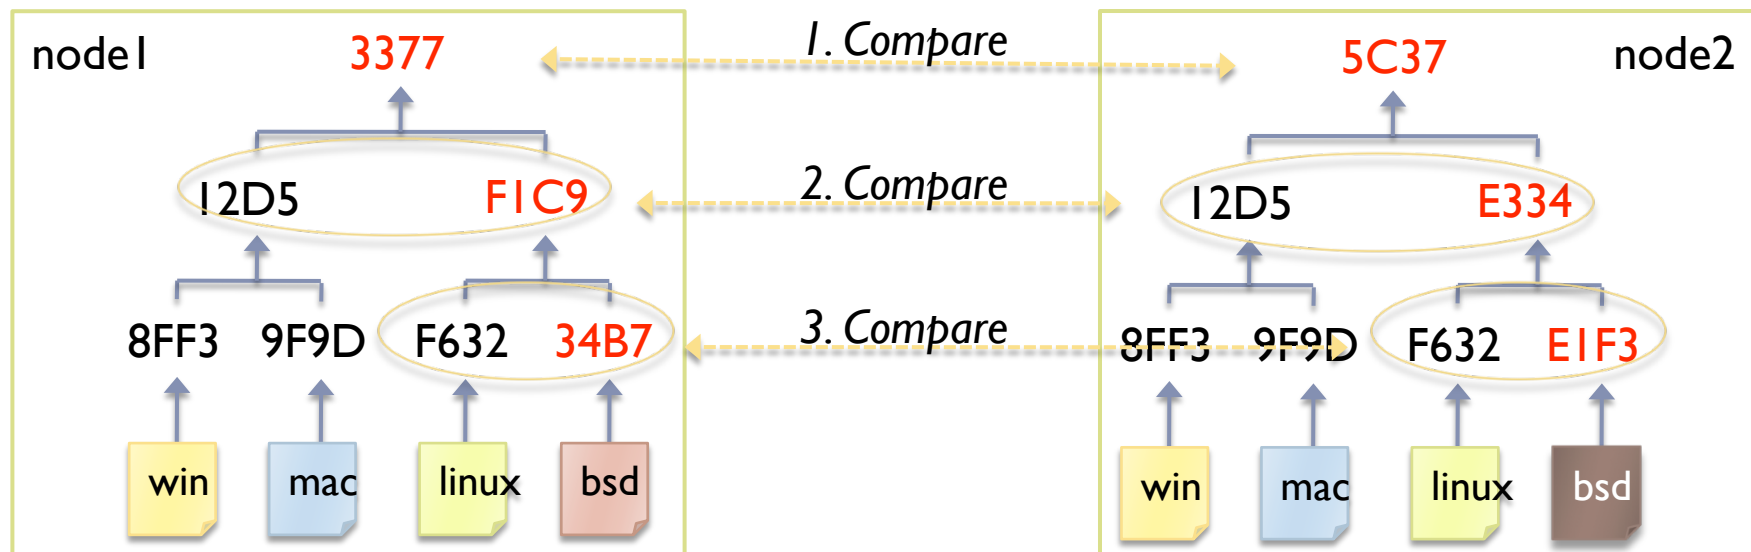 node1 3377 1. Compare 5C37 node2
12D5 F1C9 2. Compare 12D5 E334
8FF3 9F9D F632 34B7 3. Compare 8FF3 9F9D F632 E1F3
win mac linux bsd win mac linux bsd